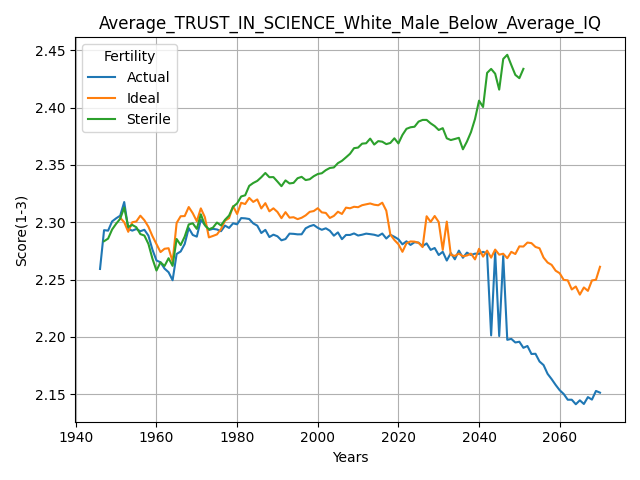 Average_TRUST_IN_SCIENCE_White_Male_Below_Average_IQ
Score(1-3)
2.45
2.40
2.35
2.30
2.25
2.20
2.15
Fertility
Actual
Ideal
Sterile
1940 1960 1980 2000 2020 2040 2060
Years